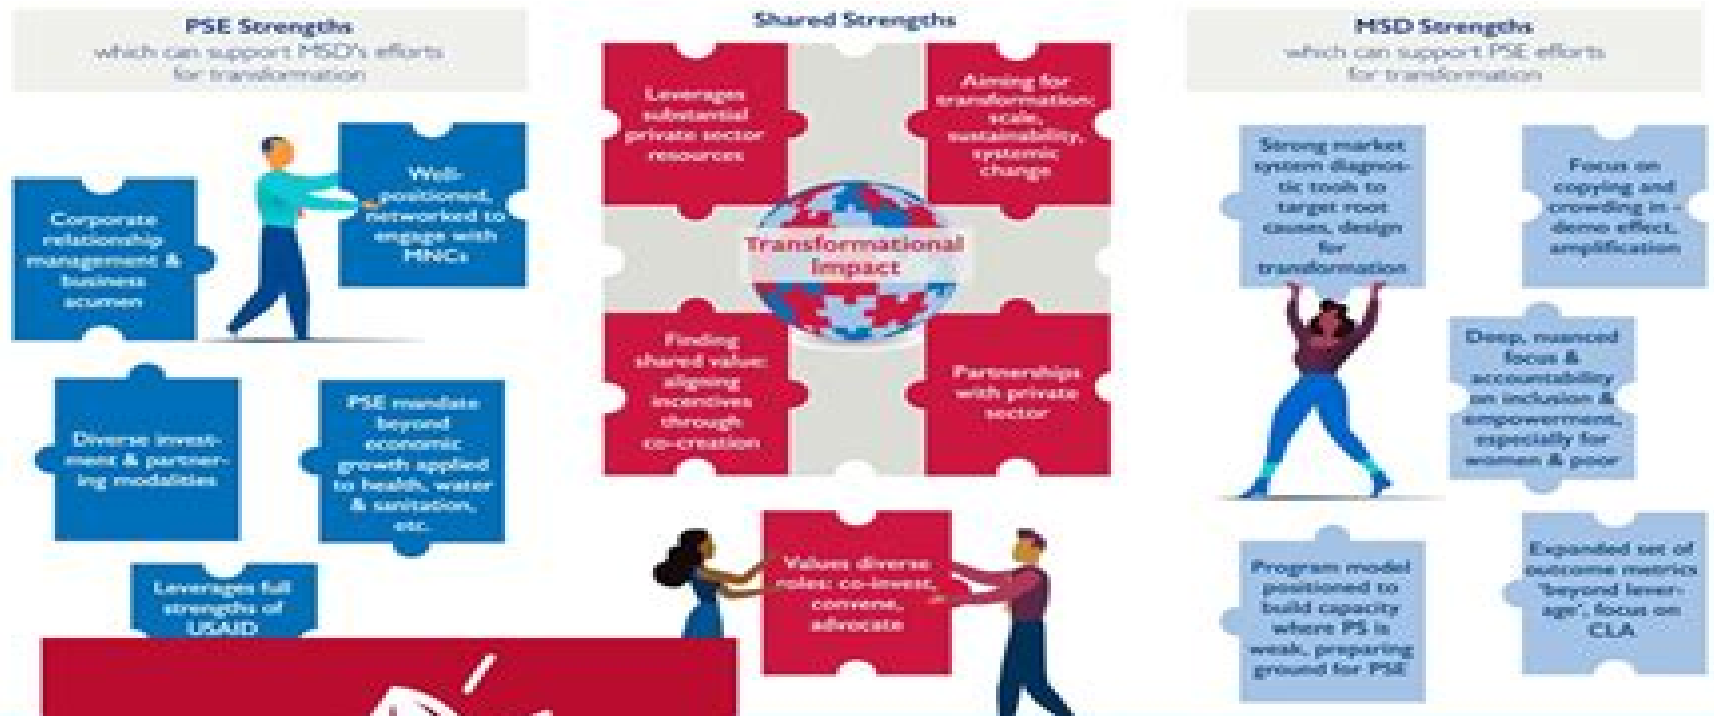 PSE Strengths
which can support MSD's efforts
for transformation
Corporate
relationship
management &
business
acumen
Well-
positioned,
networked to
engage with
MNCs
Diverse invest-
ment & partner-
ing modalities
PSE mandate
beyond
economic
growth applied
to health, water
& sanitation,
etc.
Leverages full
strengths of
USAID
Shared Strengths
Leverages
substantial
private sector
resources
Aiming for
transformation:
scale,
sustainability,
systemic
change
Transformational
Impact
Finding
shared value:
aligning
incentives
through
co-creation
Partnerships
with private
sector
Values diverse
roles: co-invest,
convene,
advocate
MSD Strengths
which can support PSE efforts
for transformation
Strong market
system diagnos-
tic tools to
target root
causes, design
for
transformation
Focus on
copying and
crowding in –
demo effect,
amplification
Deep, nuanced
focus &
accountability
on inclusion &
empowerment,
especially for
women & poor
Program model
positioned to
build capacity
where PS is
weak, preparing
ground for PSE
Expanded set of
outcome metrics
'beyond lever-
age', focus on
CLA